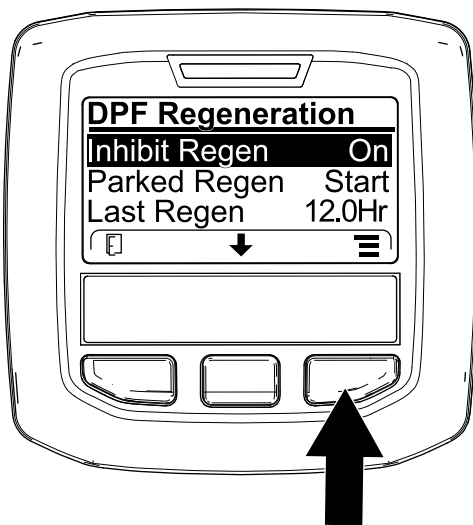 DPF Regeneration
Inhibit Regen On
Parked Regen Start
Last Regen 12.0Hr